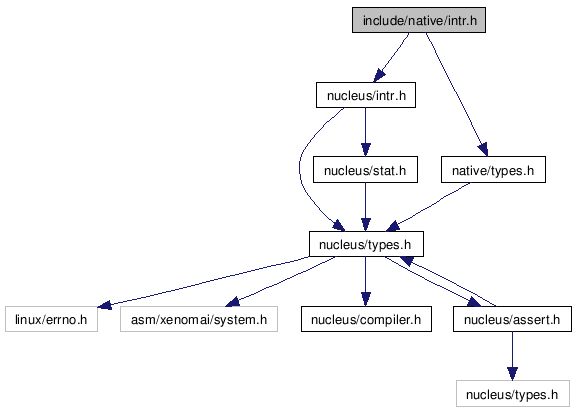 include/native/intr.h
nucleus/intr.h
nucleus/stat.h
native/types.h
nucleus/types.h
linux/errno.h
asm/xenomai/system.h
nucleus/compiler.h
nucleus/assert.h
nucleus/types.h